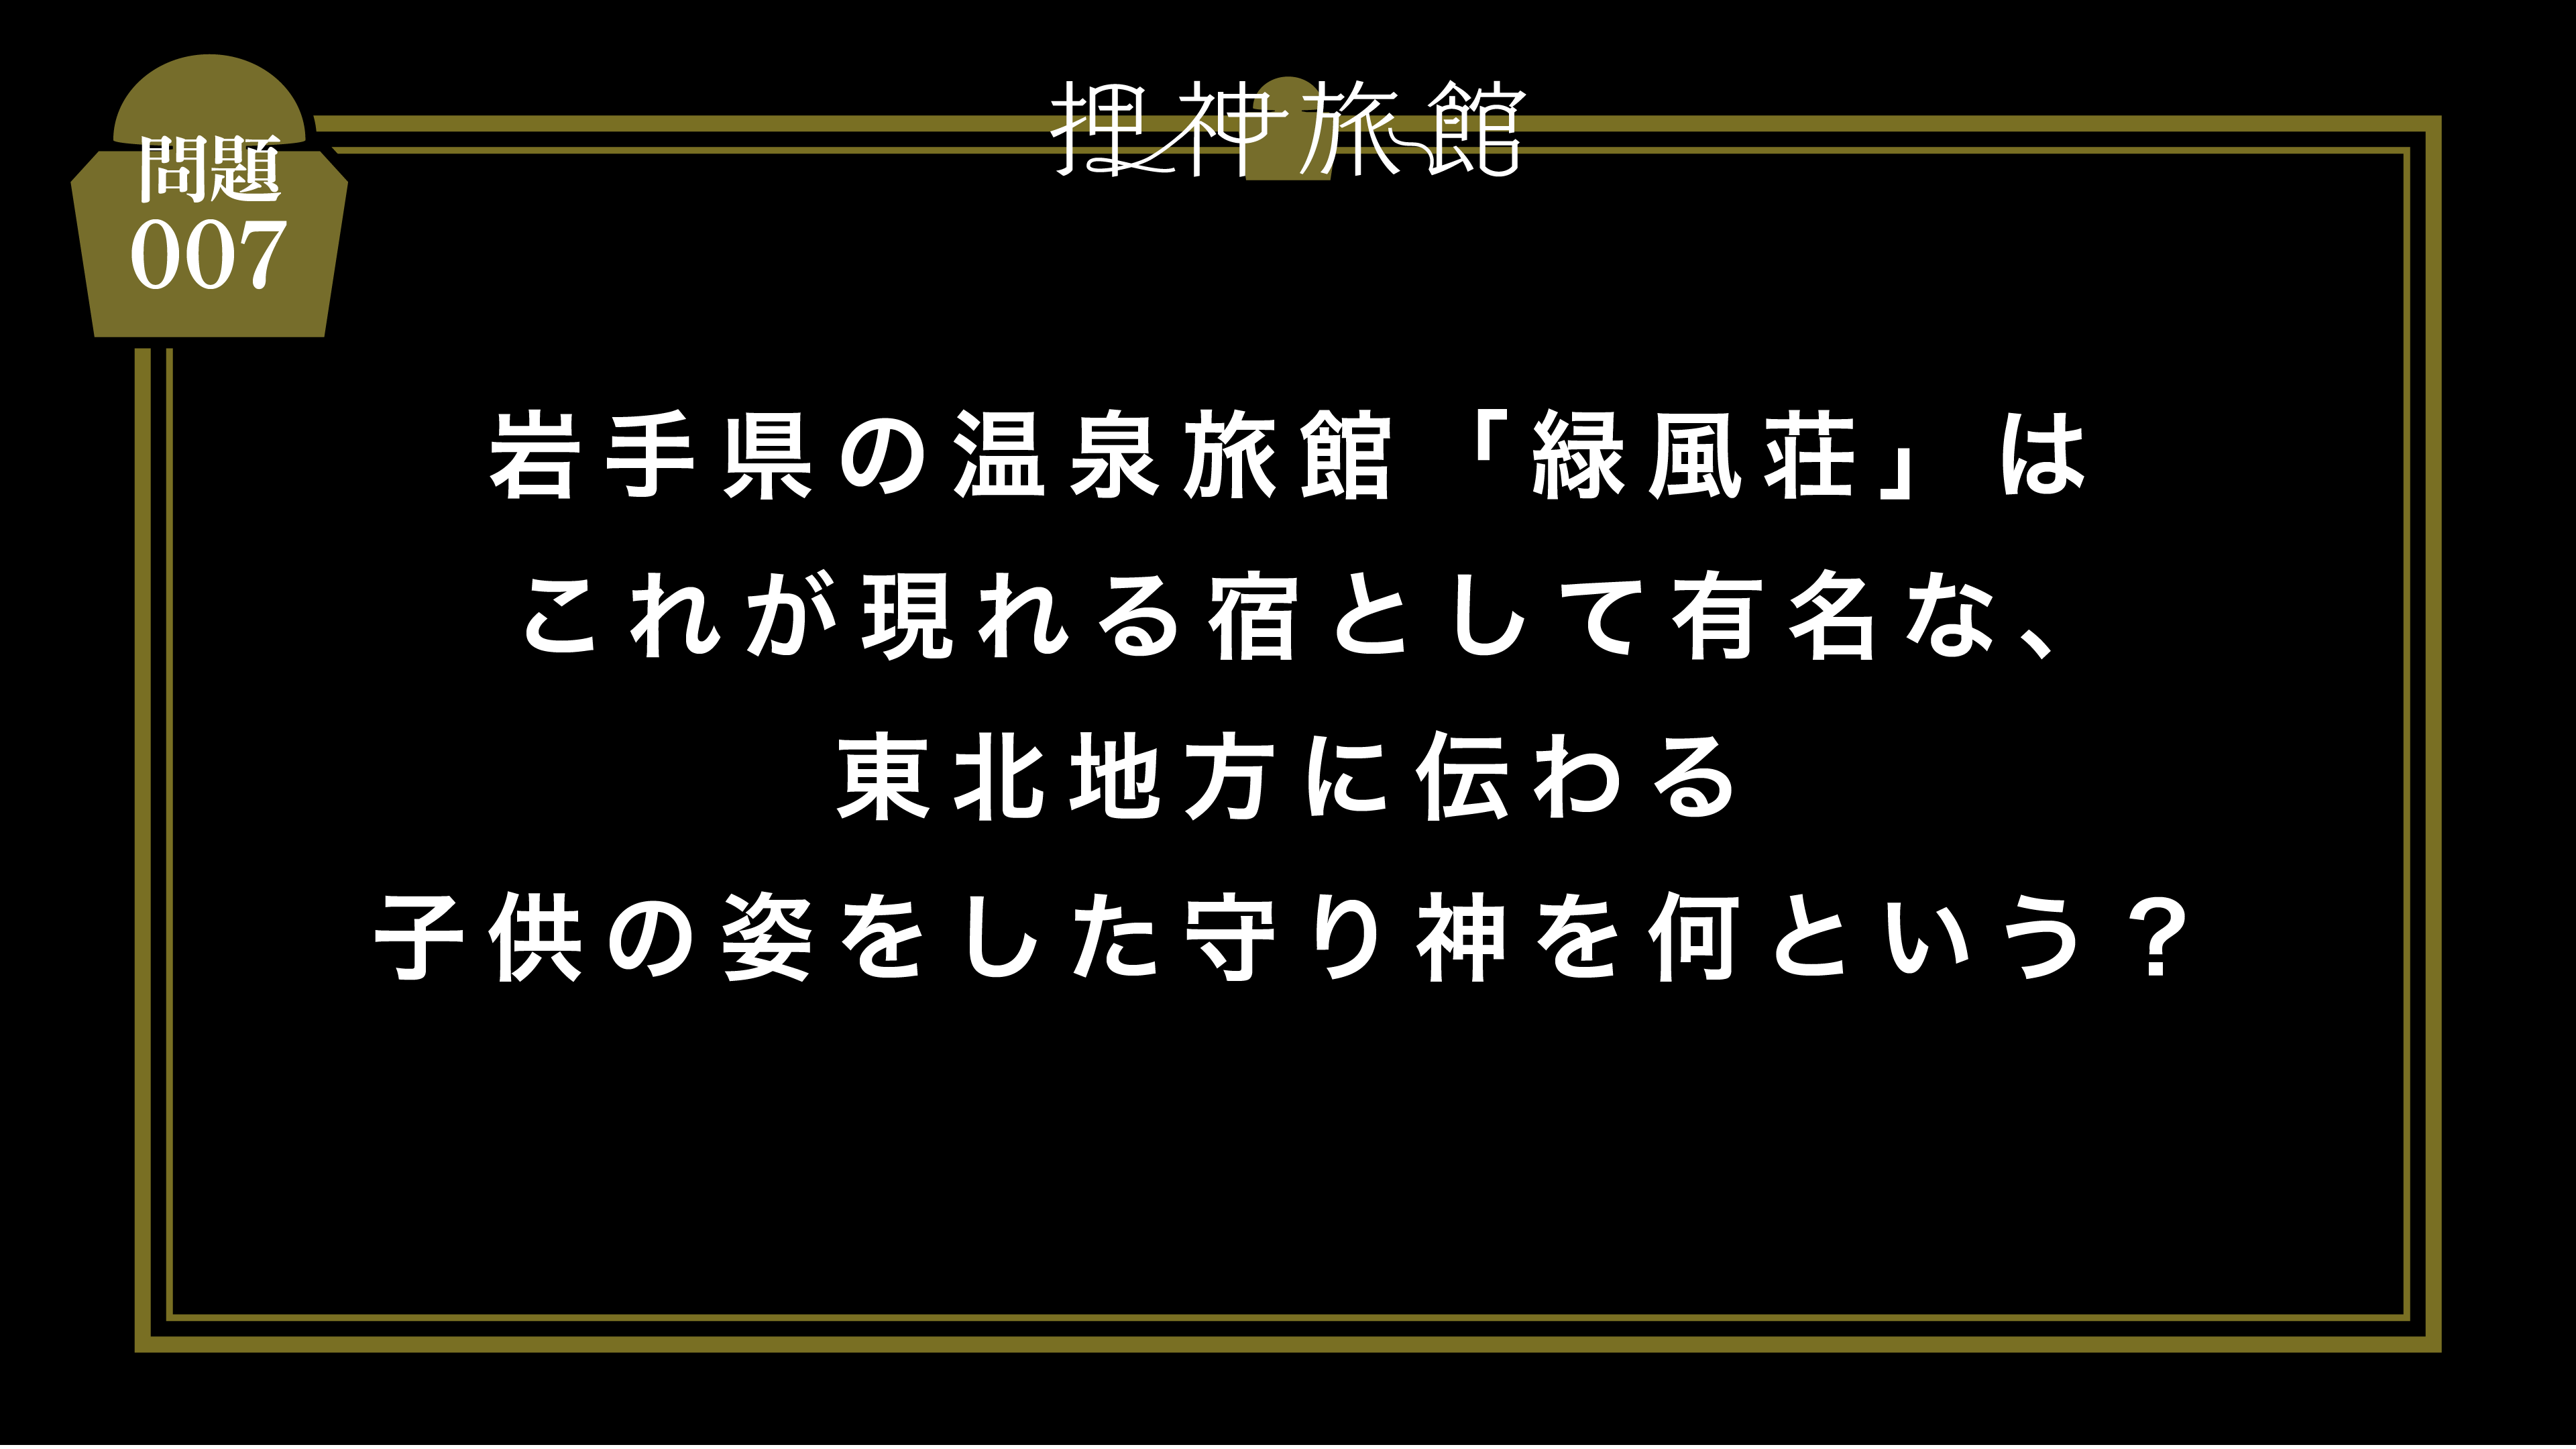 問題
007
押神旅館
岩手県の温泉旅館「緑風荘」は
これが現れる宿として有名な、
東北地方に伝わる
子供の姿をした守り神を何という？